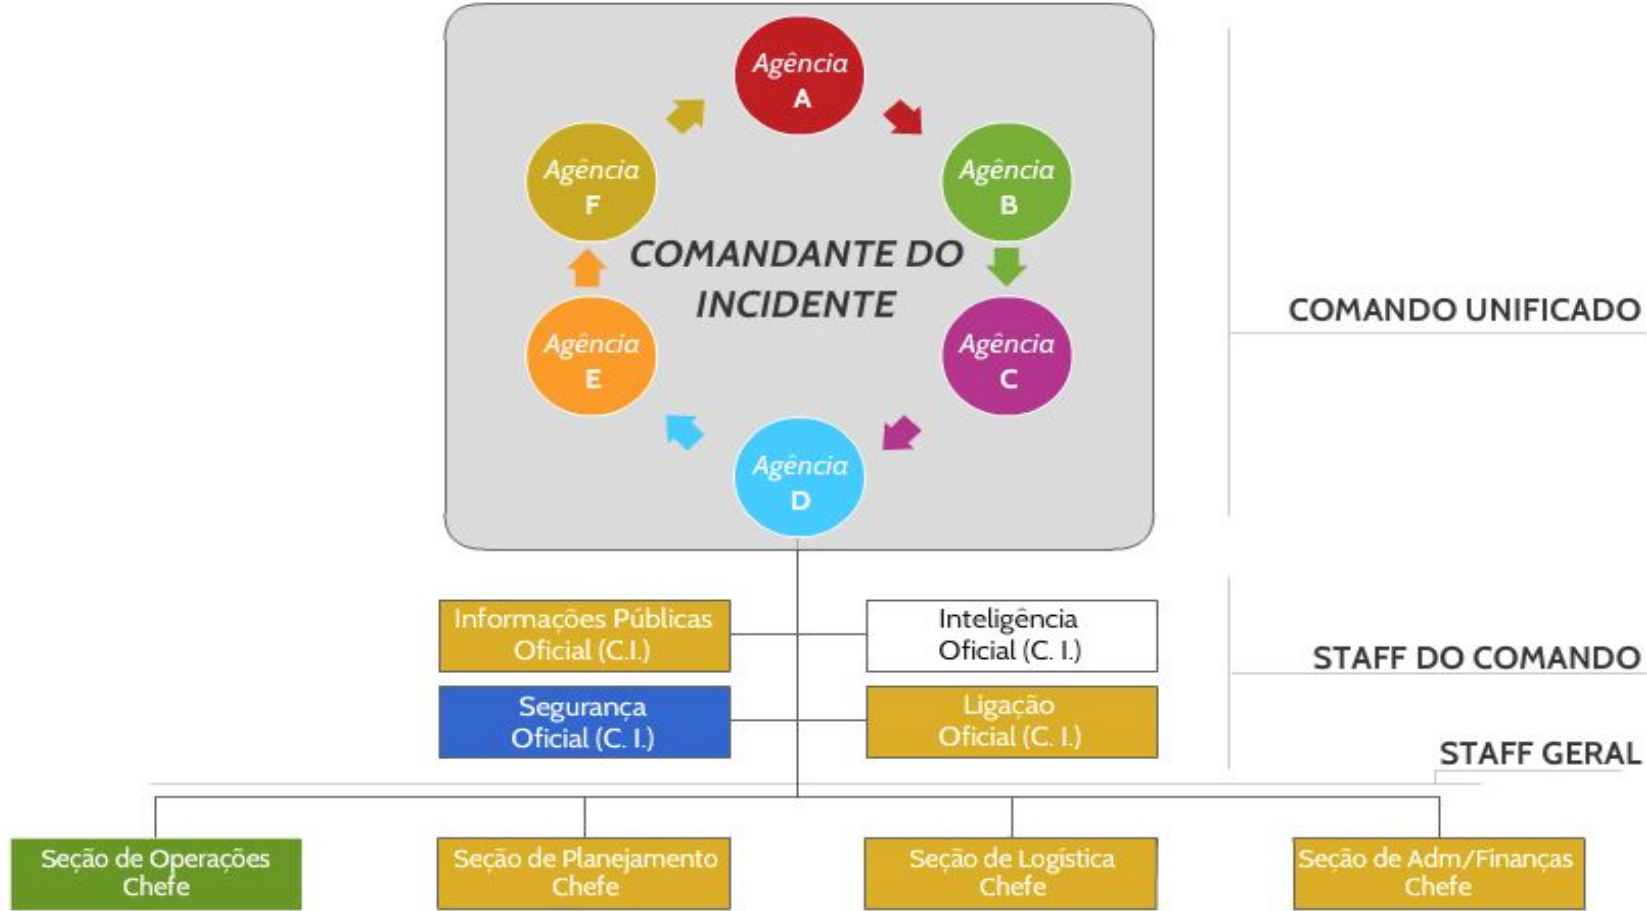 Agência
A
Agência
F
Agência
B
COMANDANTE DO
INCIDENTE
Agência
E
Agência
C
Agência
D
COMANDO UNIFICADO
Informações Públicas
Oficial (C.I.)
Inteligência
Oficial (C. I.)
Segurança
Oficial (C. I.)
Ligação
Oficial (C. I.)
STAFF DO COMANDO
STAFF GERAL
Seção de Operações
Chefe
Seção de Planejamento
Chefe
Seção de Logística
Chefe
Seção de Adm/Finanças
Chefe